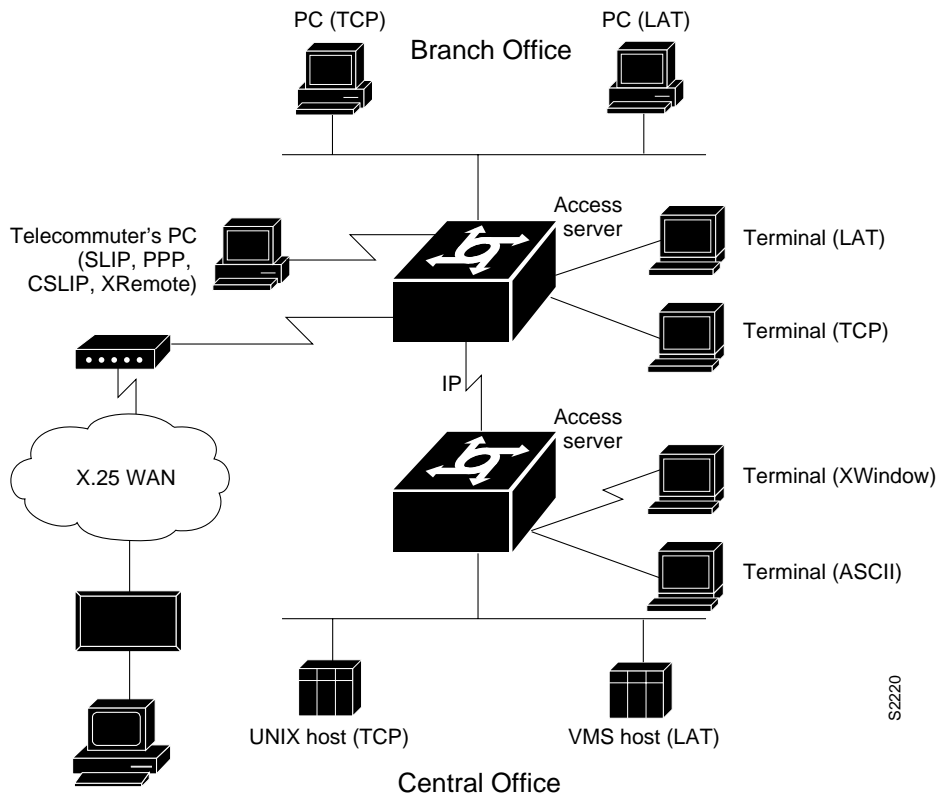 PC (TCP)
PC (LAT)
Branch Office
Access
server
Telecommuter's PC
(SLIP, PPP,
CSLIP, XRemote)
Terminal (LAT)
Terminal (TCP)
IP
Access
server
X.25 WAN
Terminal (XWindow)
Terminal (ASCII)
UNIX host (TCP)
VMS host (LAT)
S2220
Central Office